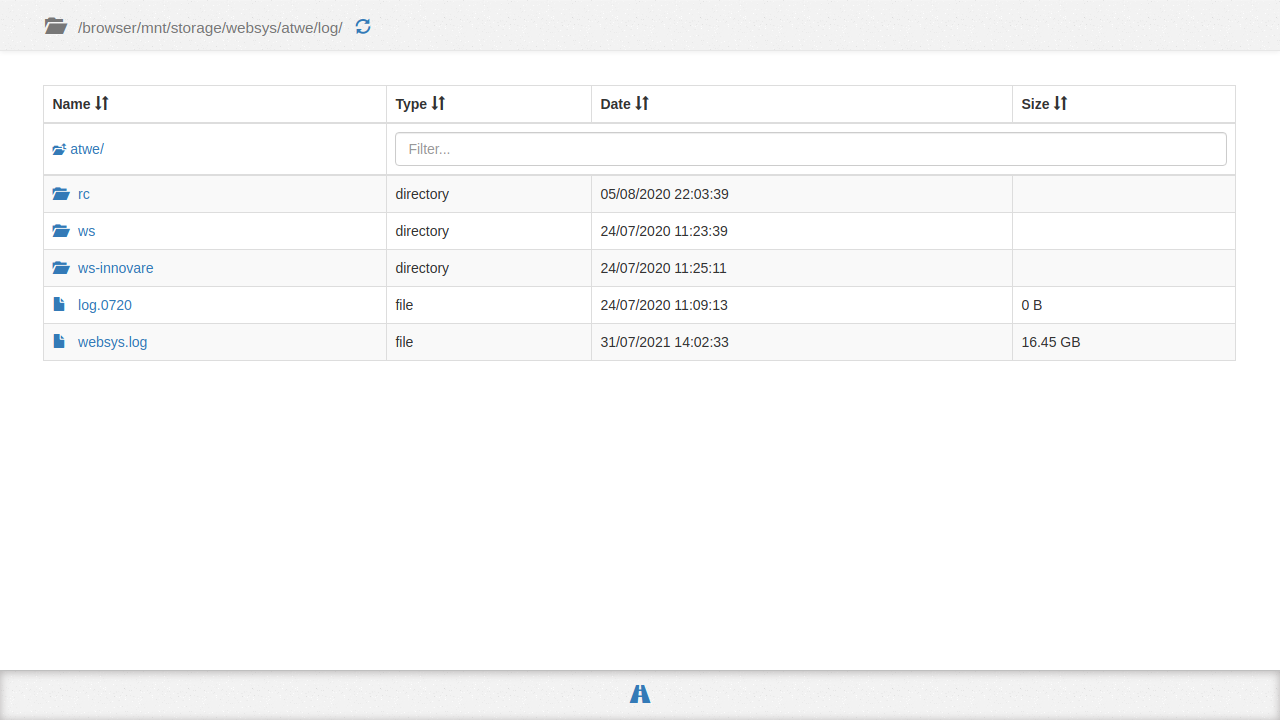 /browser/mnt/storage/websys/atwe/log/
Name Type Date Size
atwe/ Filter...
rc directory 05/08/2020 22:03:39
ws directory 24/07/2020 11:23:39
ws-innovare directory 24/07/2020 11:25:11
log.0720 file 24/07/2020 11:09:13 0 B
websys.log file 31/07/2021 14:02:33 16.45 GB